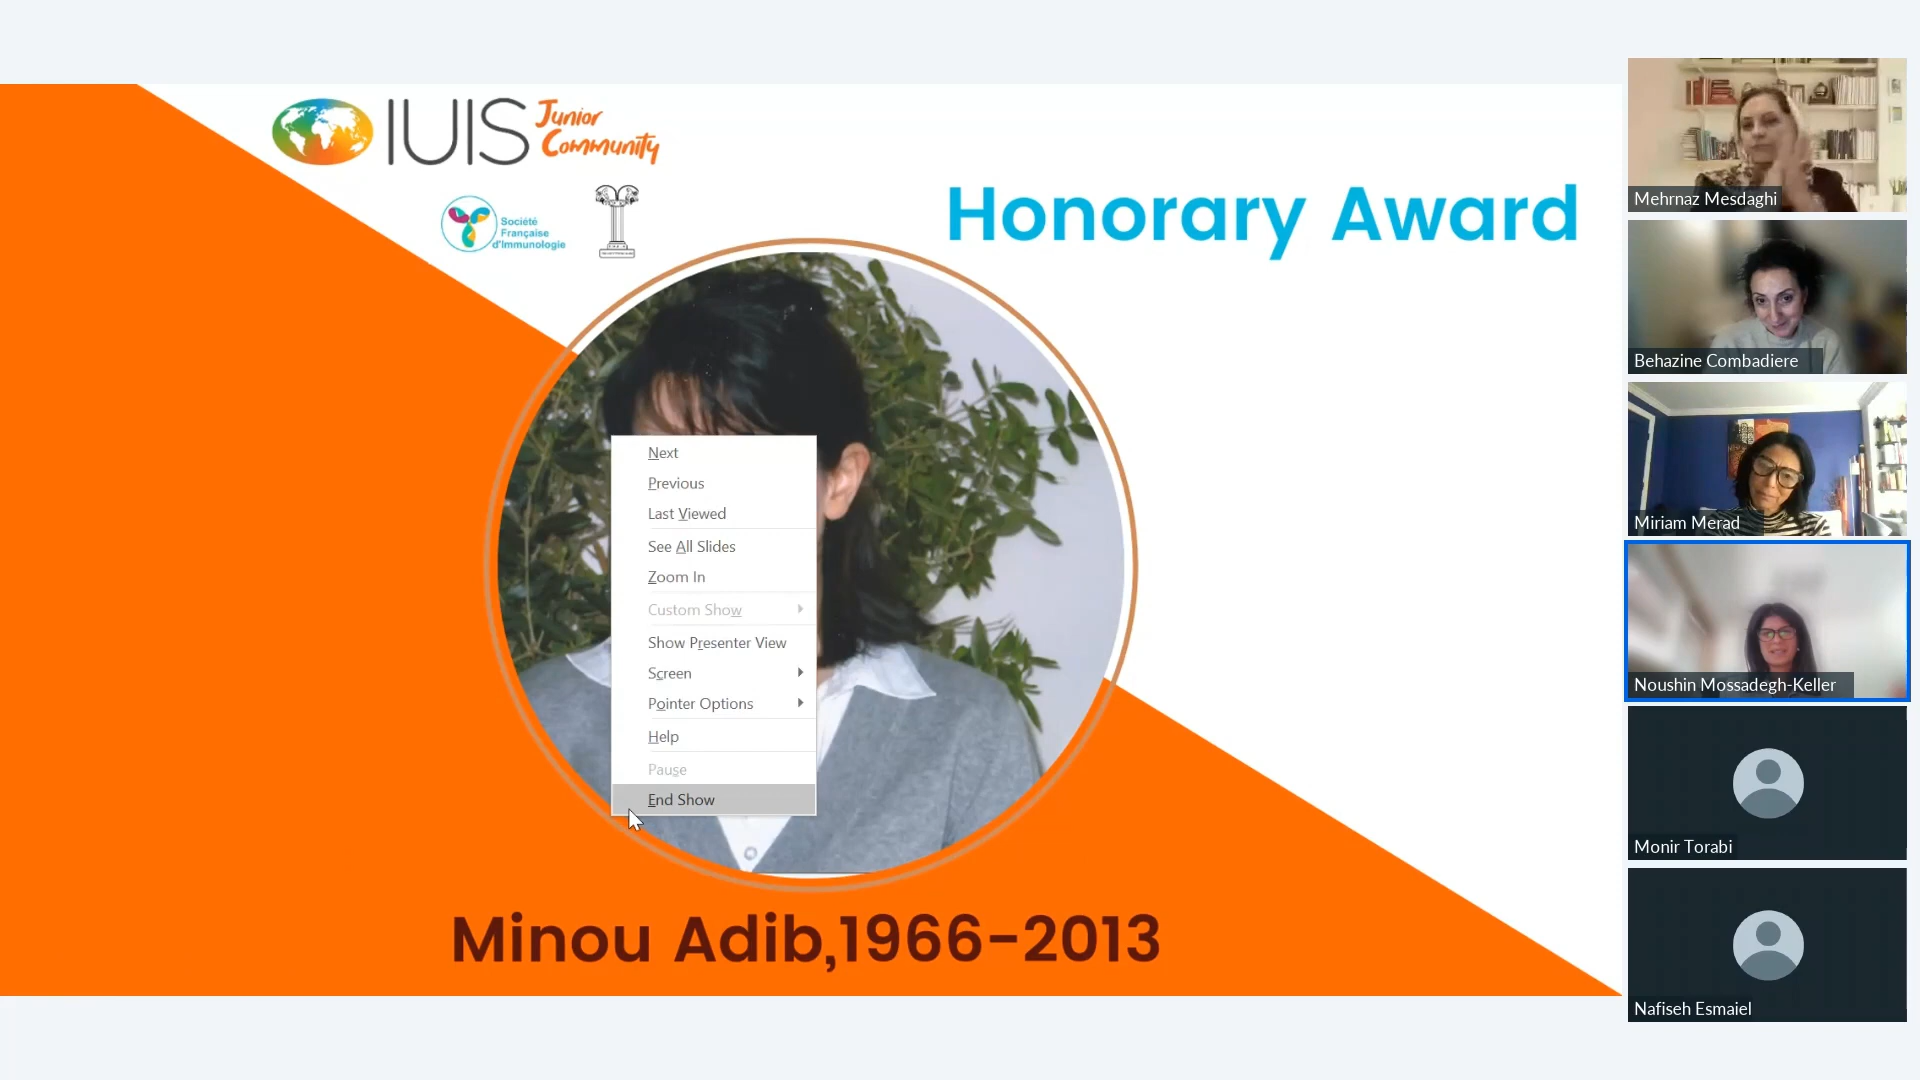 IUIS Junior
Community
Société
Française
d'Immunologie
Honorary Award
Next
Previous
Last Viewed
See All Slides
Zoom In
Custom Show
Show Presenter View
Screen
Pointer Options
Help
Pause
End Show
Minou Adib,1966-2013
Mehrnaz Mesdaghi
Behazine Combadiere
Miriam Merad
Noushin Mossadegh-Keller
Monir Torabi
Nafiseh Esmaiel